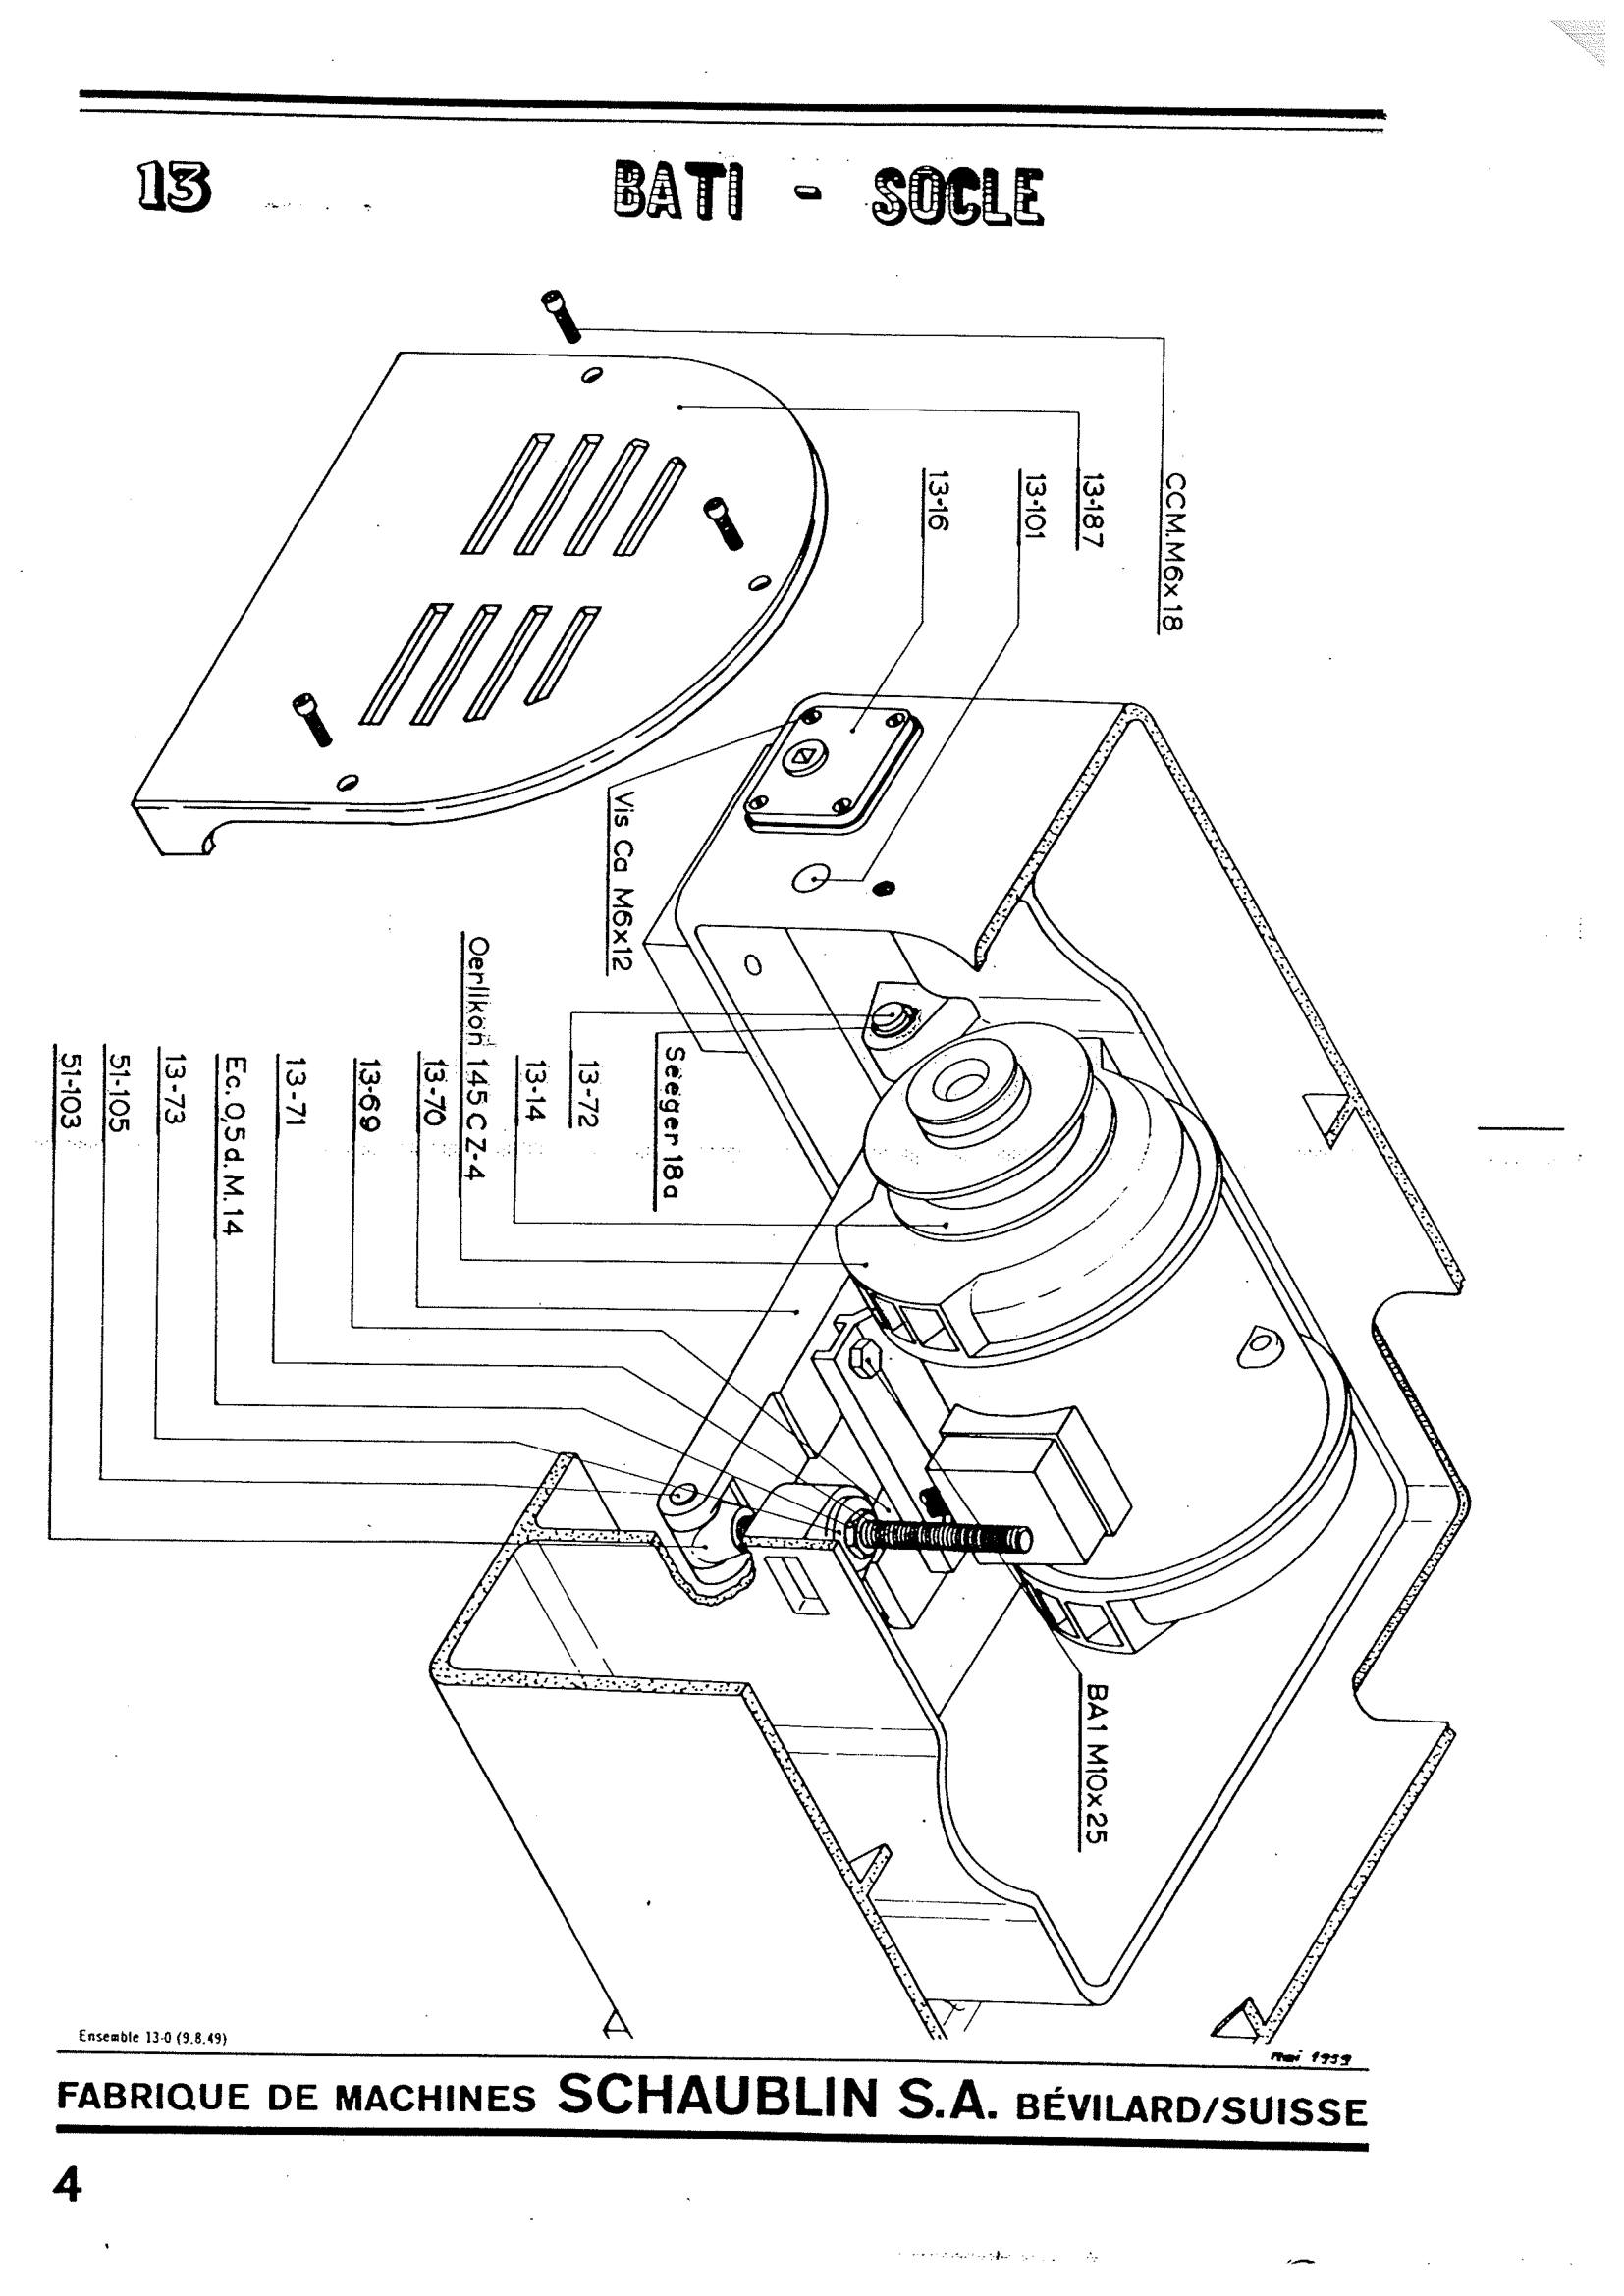 13
BATI - SOCLE
CCM.M6x18
13-187
13-101
13-16
Vis Ca M6x12
Seeger 18a
13-72
13-14
Oerlikon 145CZ-4
13-70
13-69
13-71
Ec. 0,5d. M.14
13-73
51-105
51-103
BA1 M10x25
Ensemble 13-0 (9.8.49)
mai 1959
FABRIQUE DE MACHINES SCHAUBLIN S.A. BÉVILARD/SUISSE
4